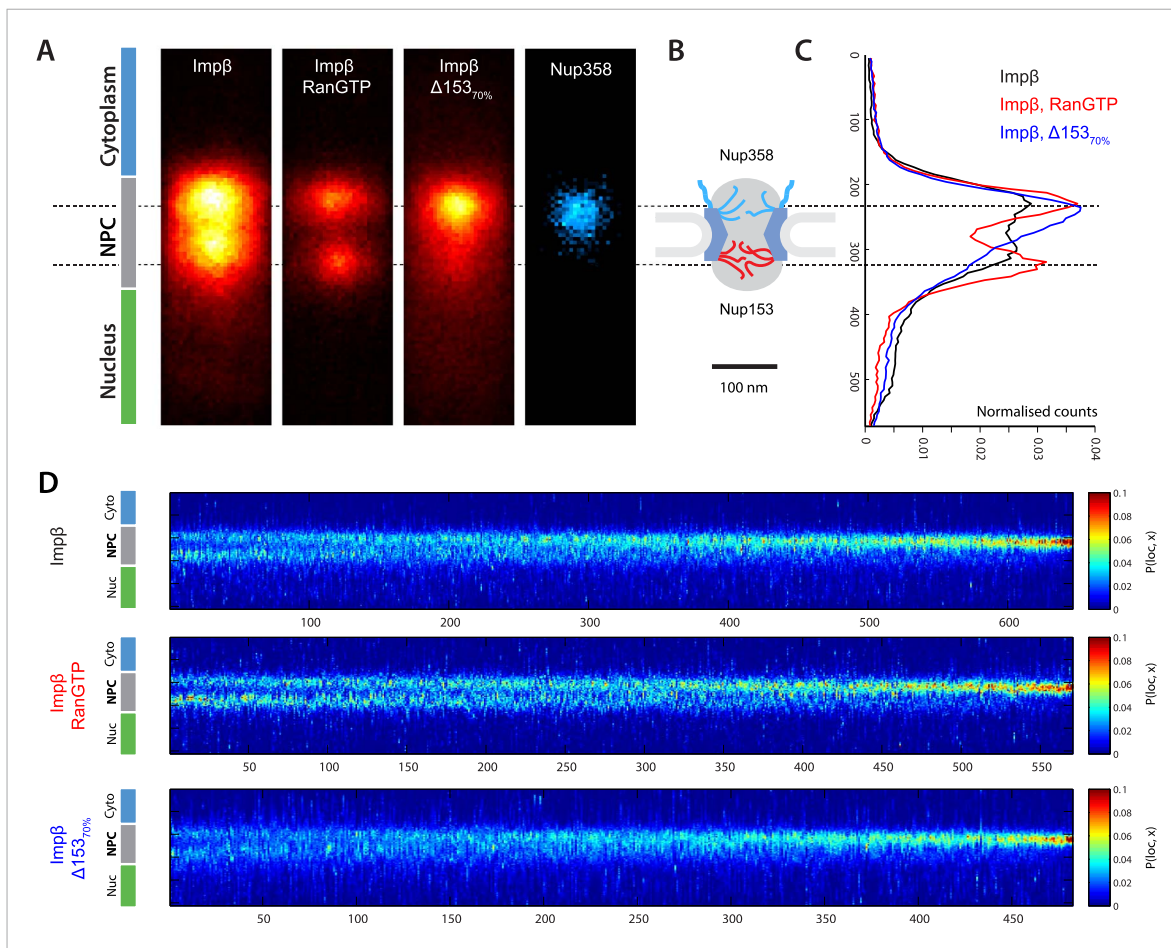 A
Cytoplasm
NPC
Nucleus
Impβ
Impβ
RanGTP
Impβ
Δ153₇₀%
Nup358
B
Nup358
Nup153
100 nm
C
0
100
200
300
400
500
Impβ
Impβ, RanGTP
Impβ, Δ153₇₀%
Normalised counts
0
0.01
0.02
0.03
0.04
D
Impβ
Cyto
NPC
Nuc
100
200
300
400
500
600
0.1
0.08
0.06
0.04
0.02
0
P(loc, x)
Impβ
RanGTP
Cyto
NPC
Nuc
50
100
150
200
250
300
350
400
450
500
550
0.1
0.08
0.06
0.04
0.02
0
P(loc, x)
Impβ
Δ153₇₀%
Cyto
NPC
Nuc
50
100
150
200
250
300
350
400
450
0.1
0.08
0.06
0.04
0.02
0
P(loc, x)